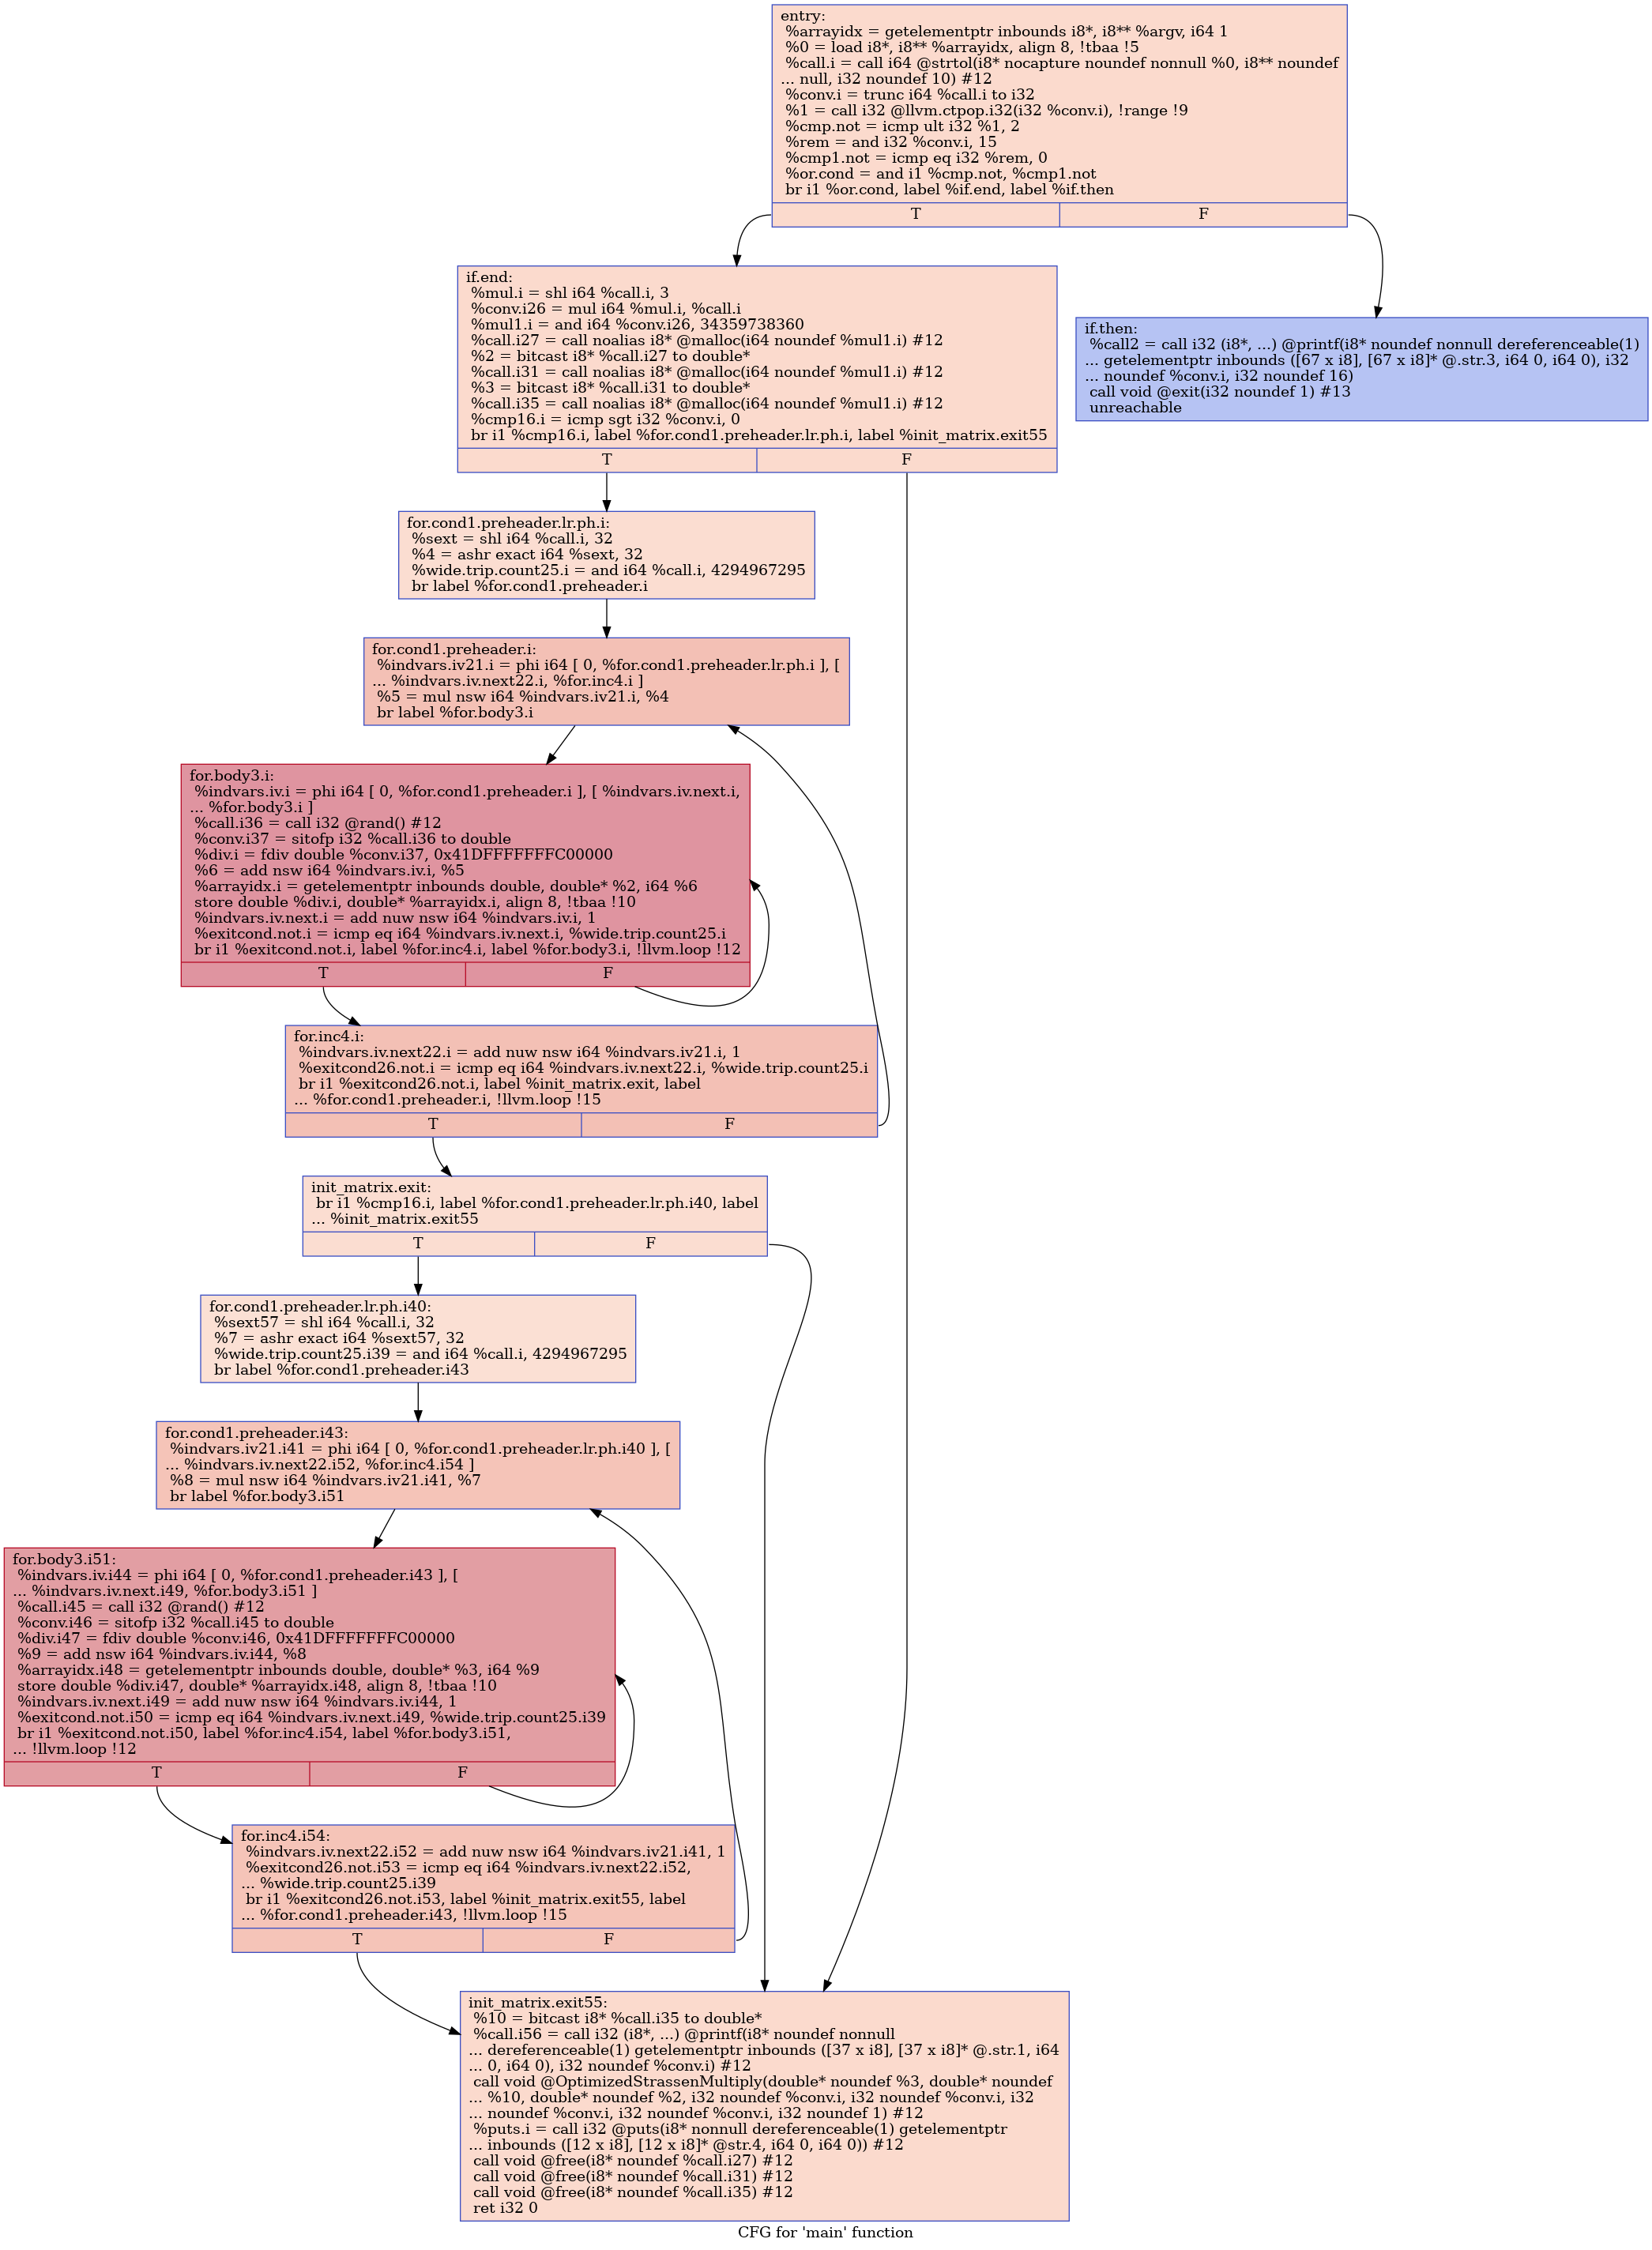 entry:
%arrayidx = getelementptr inbounds i8*, i8** %argv, i64 1
%0 = load i8*, i8** %arrayidx, align 8, !tbaa !5
%call.i = call i64 @strtol(i8* nocapture noundef nonnull %0, i8** noundef
... null, i32 noundef 10) #12
%conv.i = trunc i64 %call.i to i32
%1 = call i32 @llvm.ctpop.i32(i32 %conv.i), !range !9
%cmp.not = icmp ult i32 %1, 2
%rem = and i32 %conv.i, 15
%cmp1.not = icmp eq i32 %rem, 0
%or.cond = and i1 %cmp.not, %cmp1.not
br i1 %or.cond, label %if.end, label %if.then
T F
if.end:
%mul.i = shl i64 %call.i, 3
%conv.i26 = mul i64 %mul.i, %call.i
%mul1.i = and i64 %conv.i26, 34359738360
%call.i27 = call noalias i8* @malloc(i64 noundef %mul1.i) #12
%2 = bitcast i8* %call.i27 to double*
%call.i31 = call noalias i8* @malloc(i64 noundef %mul1.i) #12
%3 = bitcast i8* %call.i31 to double*
%call.i35 = call noalias i8* @malloc(i64 noundef %mul1.i) #12
%cmp16.i = icmp sgt i32 %conv.i, 0
br i1 %cmp16.i, label %for.cond1.preheader.lr.ph.i, label %init_matrix.exit55
T F
if.then:
%call2 = call i32 (i8*, ...) @printf(i8* noundef nonnull dereferenceable(1)
... getelementptr inbounds ([67 x i8], [67 x i8]* @.str.3, i64 0, i64 0), i32
... noundef %conv.i, i32 noundef 16)
call void @exit(i32 noundef 1) #13
unreachable
for.cond1.preheader.lr.ph.i:
%sext = shl i64 %call.i, 32
%4 = ashr exact i64 %sext, 32
%wide.trip.count25.i = and i64 %call.i, 4294967295
br label %for.cond1.preheader.i
for.cond1.preheader.i:
%indvars.iv21.i = phi i64 [ 0, %for.cond1.preheader.lr.ph.i ], [
... %indvars.iv.next22.i, %for.inc4.i ]
%5 = mul nsw i64 %indvars.iv21.i, %4
br label %for.body3.i
for.body3.i:
%indvars.iv.i = phi i64 [ 0, %for.cond1.preheader.i ], [ %indvars.iv.next.i,
... %for.body3.i ]
%call.i36 = call i32 @rand() #12
%conv.i37 = sitofp i32 %call.i36 to double
%div.i = fdiv double %conv.i37, 0x41DFFFFFFFC00000
%6 = add nsw i64 %indvars.iv.i, %5
%arrayidx.i = getelementptr inbounds double, double* %2, i64 %6
store double %div.i, double* %arrayidx.i, align 8, !tbaa !10
%indvars.iv.next.i = add nuw nsw i64 %indvars.iv.i, 1
%exitcond.not.i = icmp eq i64 %indvars.iv.next.i, %wide.trip.count25.i
br i1 %exitcond.not.i, label %for.inc4.i, label %for.body3.i, !llvm.loop !12
T F
for.inc4.i:
%indvars.iv.next22.i = add nuw nsw i64 %indvars.iv21.i, 1
%exitcond26.not.i = icmp eq i64 %indvars.iv.next22.i, %wide.trip.count25.i
br i1 %exitcond26.not.i, label %init_matrix.exit, label
... %for.cond1.preheader.i, !llvm.loop !15
T F
init_matrix.exit:
br i1 %cmp16.i, label %for.cond1.preheader.lr.ph.i40, label
... %init_matrix.exit55
T F
for.cond1.preheader.lr.ph.i40:
%sext57 = shl i64 %call.i, 32
%7 = ashr exact i64 %sext57, 32
%wide.trip.count25.i39 = and i64 %call.i, 4294967295
br label %for.cond1.preheader.i43
for.cond1.preheader.i43:
%indvars.iv21.i41 = phi i64 [ 0, %for.cond1.preheader.lr.ph.i40 ], [
... %indvars.iv.next22.i52, %for.inc4.i54 ]
%8 = mul nsw i64 %indvars.iv21.i41, %7
br label %for.body3.i51
for.body3.i51:
%indvars.iv.i44 = phi i64 [ 0, %for.cond1.preheader.i43 ], [
... %indvars.iv.next.i49, %for.body3.i51 ]
%call.i45 = call i32 @rand() #12
%conv.i46 = sitofp i32 %call.i45 to double
%div.i47 = fdiv double %conv.i46, 0x41DFFFFFFFC00000
%9 = add nsw i64 %indvars.iv.i44, %8
%arrayidx.i48 = getelementptr inbounds double, double* %3, i64 %9
store double %div.i47, double* %arrayidx.i48, align 8, !tbaa !10
%indvars.iv.next.i49 = add nuw nsw i64 %indvars.iv.i44, 1
%exitcond.not.i50 = icmp eq i64 %indvars.iv.next.i49, %wide.trip.count25.i39
br i1 %exitcond.not.i50, label %for.inc4.i54, label %for.body3.i51,
... !llvm.loop !12
T F
for.inc4.i54:
%indvars.iv.next22.i52 = add nuw nsw i64 %indvars.iv21.i41, 1
%exitcond26.not.i53 = icmp eq i64 %indvars.iv.next22.i52,
... %wide.trip.count25.i39
br i1 %exitcond26.not.i53, label %init_matrix.exit55, label
... %for.cond1.preheader.i43, !llvm.loop !15
T F
init_matrix.exit55:
%10 = bitcast i8* %call.i35 to double*
%call.i56 = call i32 (i8*, ...) @printf(i8* noundef nonnull
... dereferenceable(1) getelementptr inbounds ([37 x i8], [37 x i8]* @.str.1, i64
... 0, i64 0), i32 noundef %conv.i) #12
call void @OptimizedStrassenMultiply(double* noundef %3, double* noundef
... %10, double* noundef %2, i32 noundef %conv.i, i32 noundef %conv.i, i32
... noundef %conv.i, i32 noundef %conv.i, i32 noundef 1) #12
%puts.i = call i32 @puts(i8* nonnull dereferenceable(1) getelementptr
... inbounds ([12 x i8], [12 x i8]* @str.4, i64 0, i64 0)) #12
call void @free(i8* noundef %call.i27) #12
call void @free(i8* noundef %call.i31) #12
call void @free(i8* noundef %call.i35) #12
ret i32 0
CFG for 'main' function